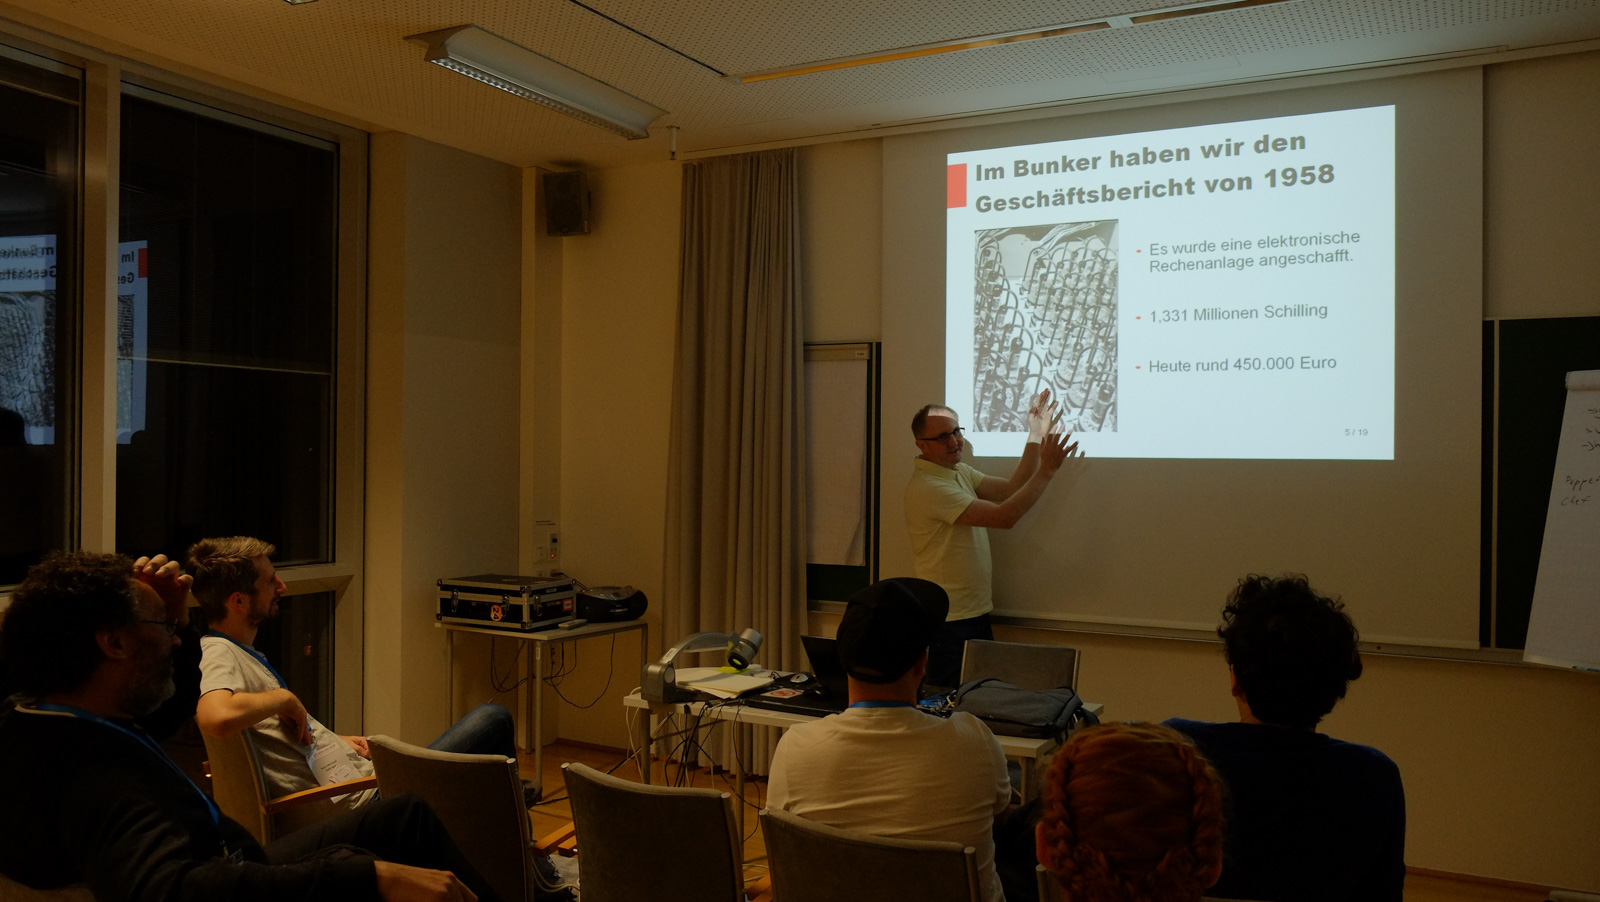 Im Bunker haben wir den
Geschäftsbericht von 1958
- Es wurde eine elektronische
Rechenanlage angeschafft.
- 1,331 Millionen Schilling
- Heute rund 450.000 Euro
5 / 19